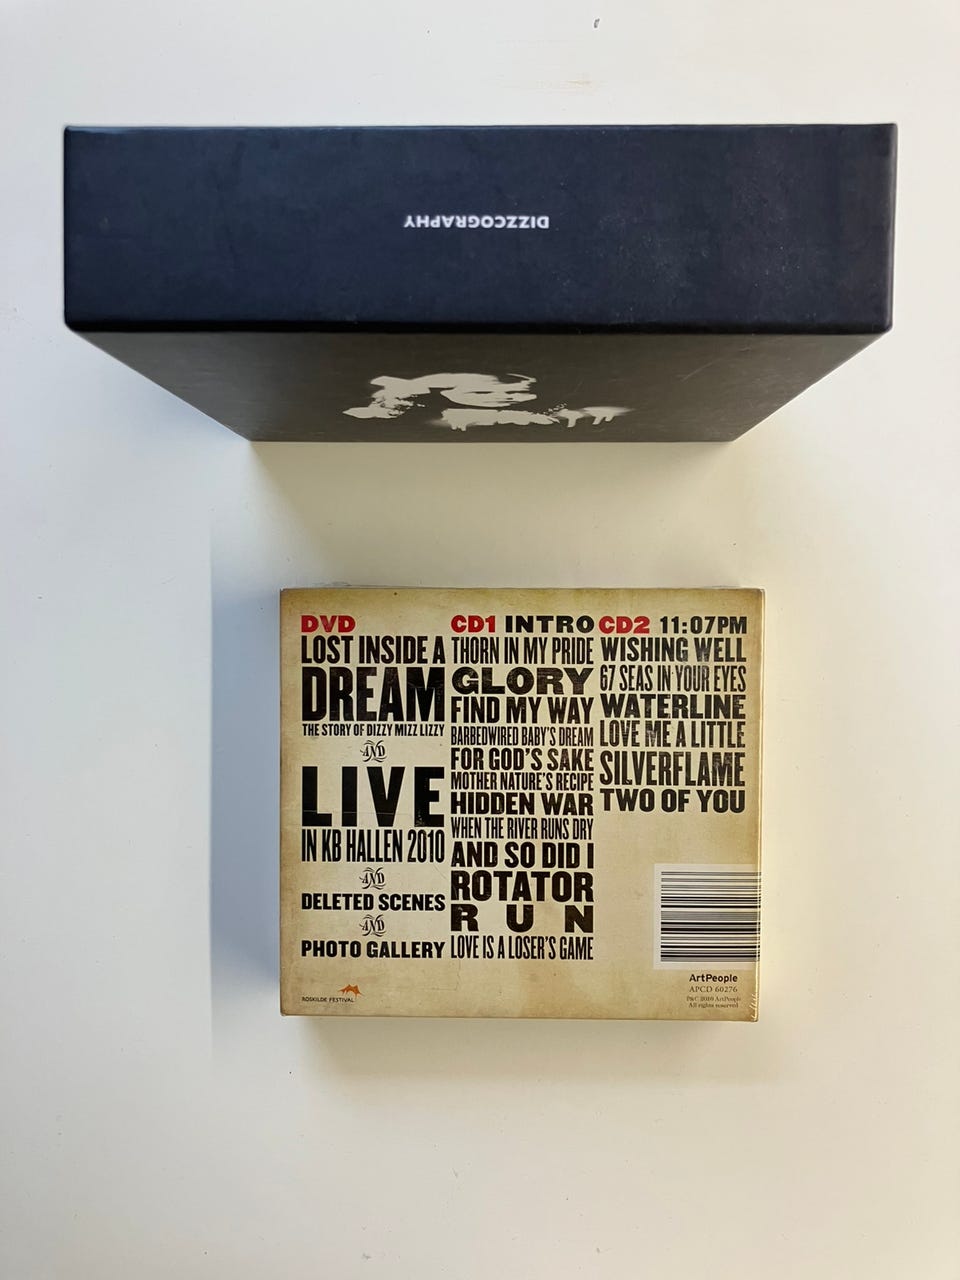 DIZZCOGRAPHY
DVD
LOST INSIDE A
DREAM
THE STORY OF DIZZY MIZZ LIZZY
AND
LIVE
IN KB HALLEN 2010
AND
DELETED SCENES
AND
PHOTO GALLERY
ROSKILDE FESTIVAL
CD1 INTRO
THORN IN MY PRIDE
GLORY
FIND MY WAY
BARBEDWIRED BABY'S DREAM
FOR GOD'S SAKE
MOTHER NATURE'S RECIPE
HIDDEN WAR
WHEN THE RIVER RUNS DRY
AND SO DID I
ROTATOR
RUN
LOVE IS A LOSER'S GAME
CD2 11:07PM
WISHING WELL
67 SEAS IN YOUR EYES
WATERLINE
LOVE ME A LITTLE
SILVERFLAME
TWO OF YOU
ArtPeople
APCD 60276
P&C 2010 ArtPeople
All rights reserved